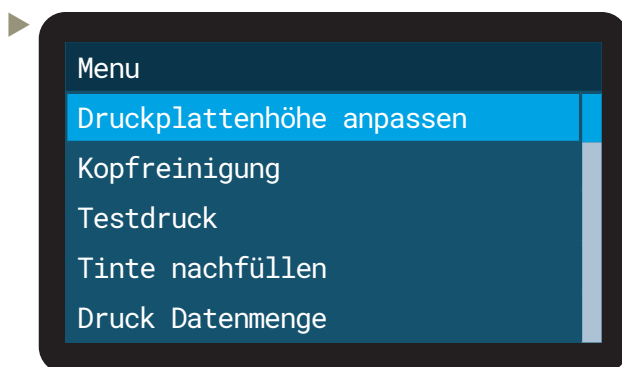 Menu
Druckplattenhöhe anpassen
Kopfreinigung
Testdruck
Tinte nachfüllen
Druck Datenmenge